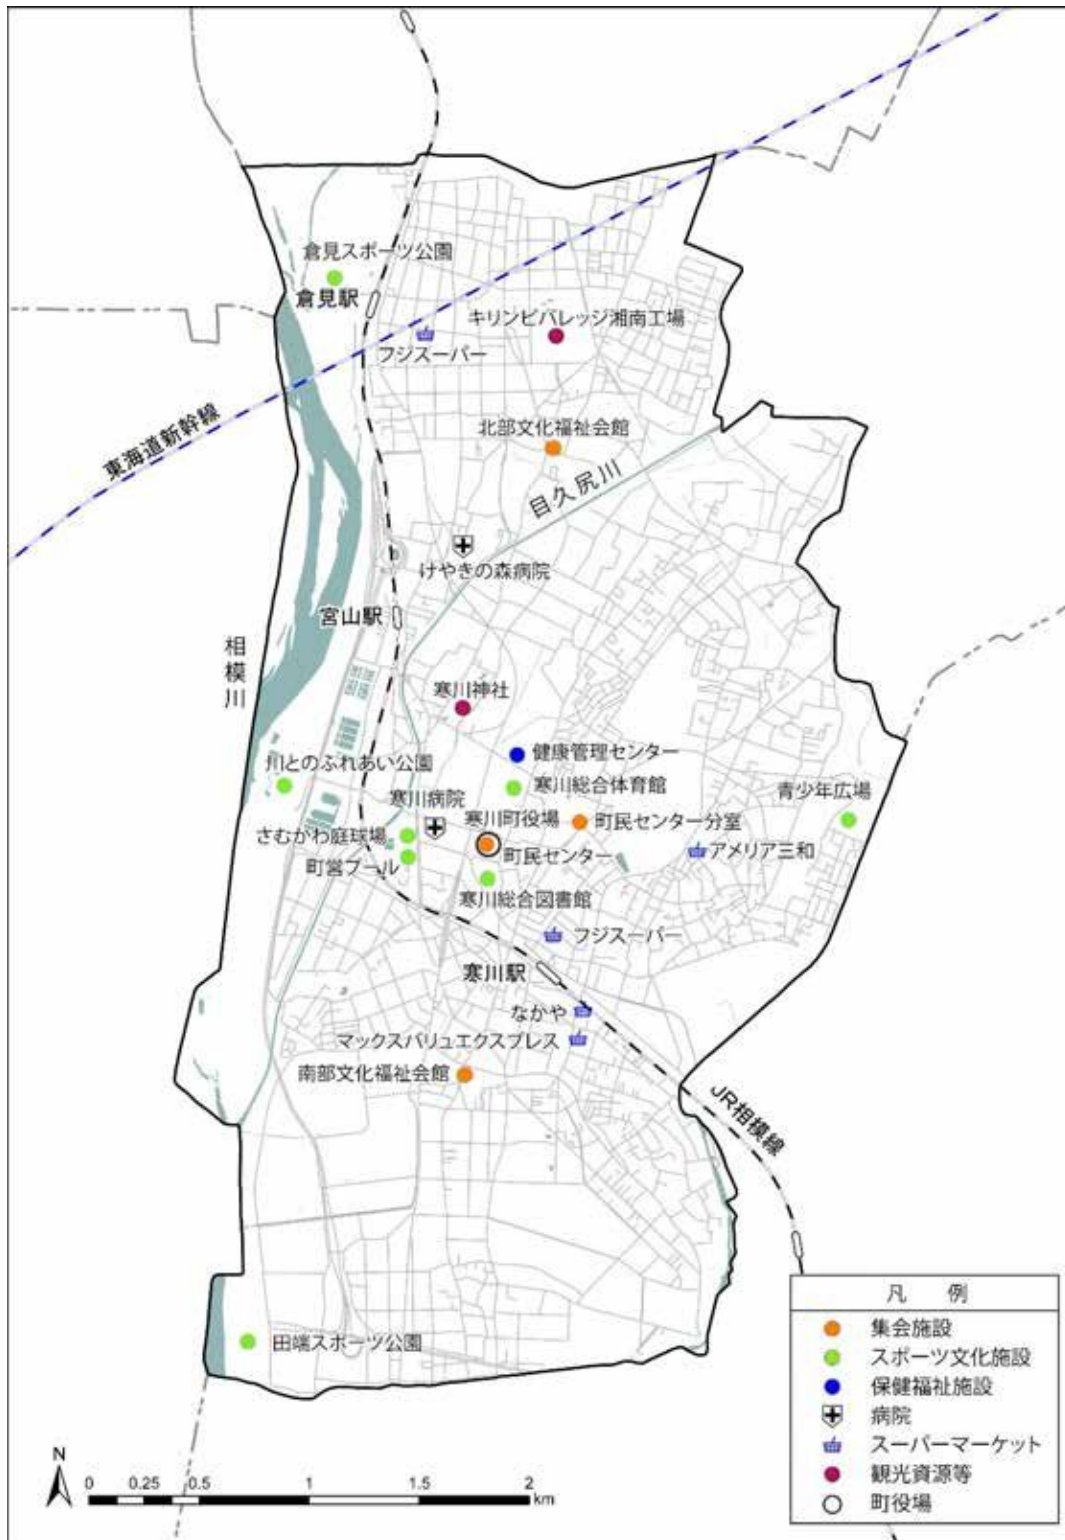 倉見スポーツ公園
倉見駅
キリンビバレッジ湘南工場
フジスーパー
東海道新幹線
北部文化福祉会館
目久尻川
けやきの森病院
宮山駅
相模川
寒川神社
健康管理センター
川とのふれあい公園
寒川総合体育館
青少年広場
寒川病院
寒川町役場
町民センター分室
さむかわ庭球場
アメリア三和
町民センター
町営プール
寒川総合図書館
フジスーパー
寒川駅
なかや
マックスバリュエクスプレス
南部文化福祉会館
JR相模線
田端スポーツ公園
凡 例
集会施設
スポーツ文化施設
保健福祉施設
病院
スーパーマーケット
観光資源等
町役場
N
0 0.25 0.5 1 1.5 2
km